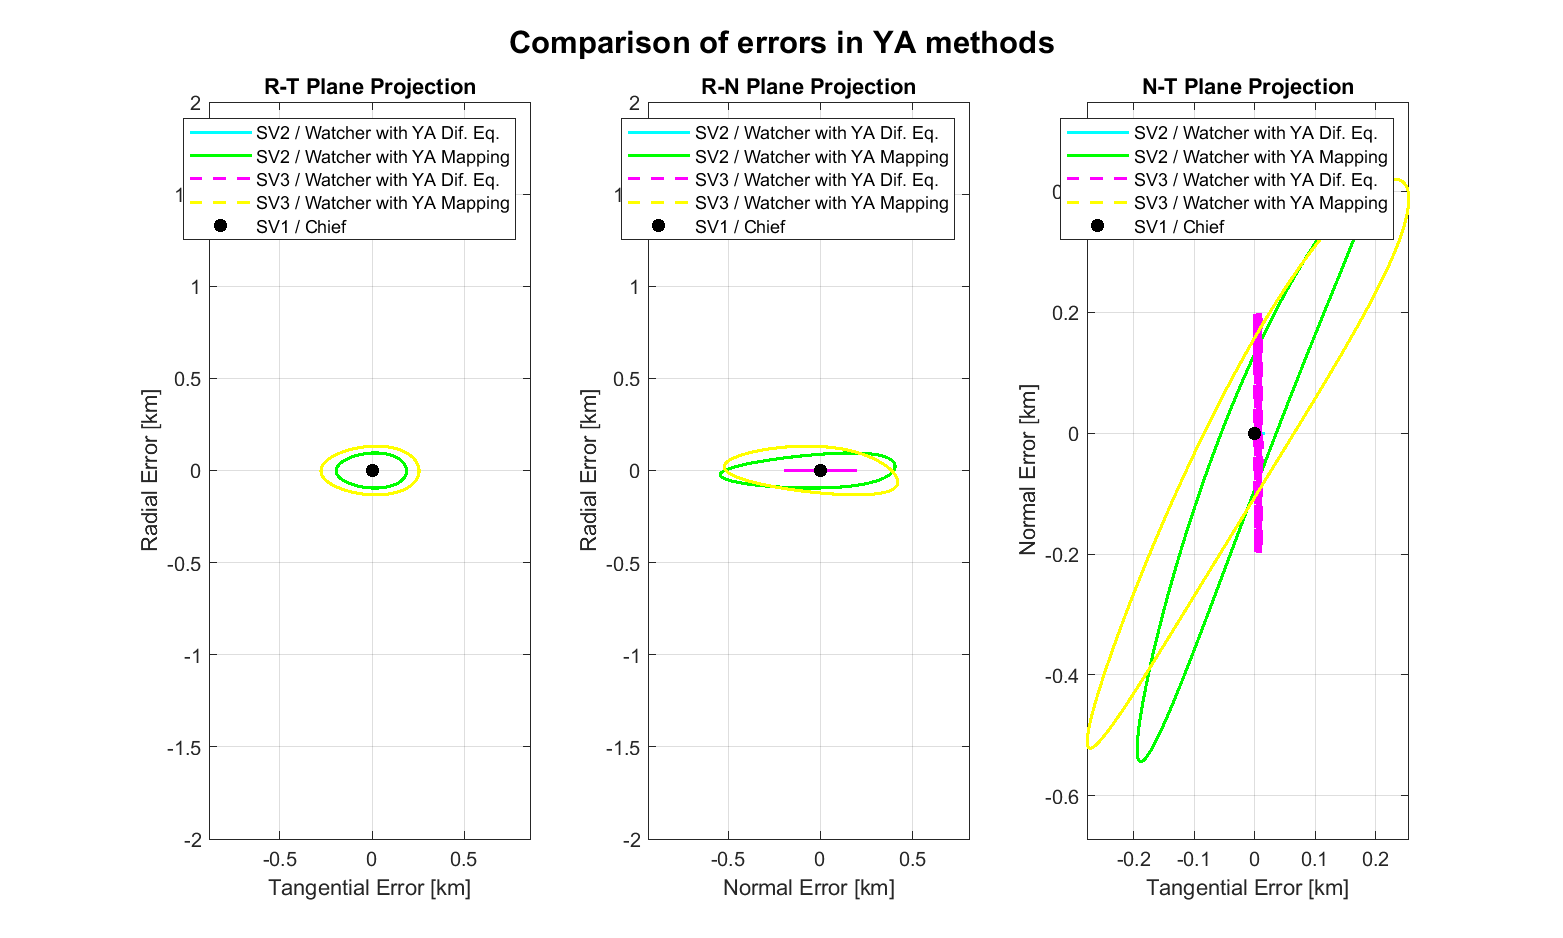 Comparison of errors in YA methods
R-T Plane Projection
2
1
1
0.5
0
-0.5
-1
-1.5
-2
-0.5
0
0.5
Radial Error [km]
Tangential Error [km]
SV2 / Watcher with YA Dif. Eq.
SV2 / Watcher with YA Mapping
SV3 / Watcher with YA Dif. Eq.
SV3 / Watcher with YA Mapping
SV1 / Chief
R-N Plane Projection
2
1
1
0.5
0
-0.5
-1
-1.5
-2
-0.5
0
0.5
Radial Error [km]
Normal Error [km]
SV2 / Watcher with YA Dif. Eq.
SV2 / Watcher with YA Mapping
SV3 / Watcher with YA Dif. Eq.
SV3 / Watcher with YA Mapping
SV1 / Chief
N-T Plane Projection
0
0.2
0
-0.2
-0.4
-0.6
-0.2
-0.1
0
0.1
0.2
Normal Error [km]
Tangential Error [km]
SV2 / Watcher with YA Dif. Eq.
SV2 / Watcher with YA Mapping
SV3 / Watcher with YA Dif. Eq.
SV3 / Watcher with YA Mapping
SV1 / Chief